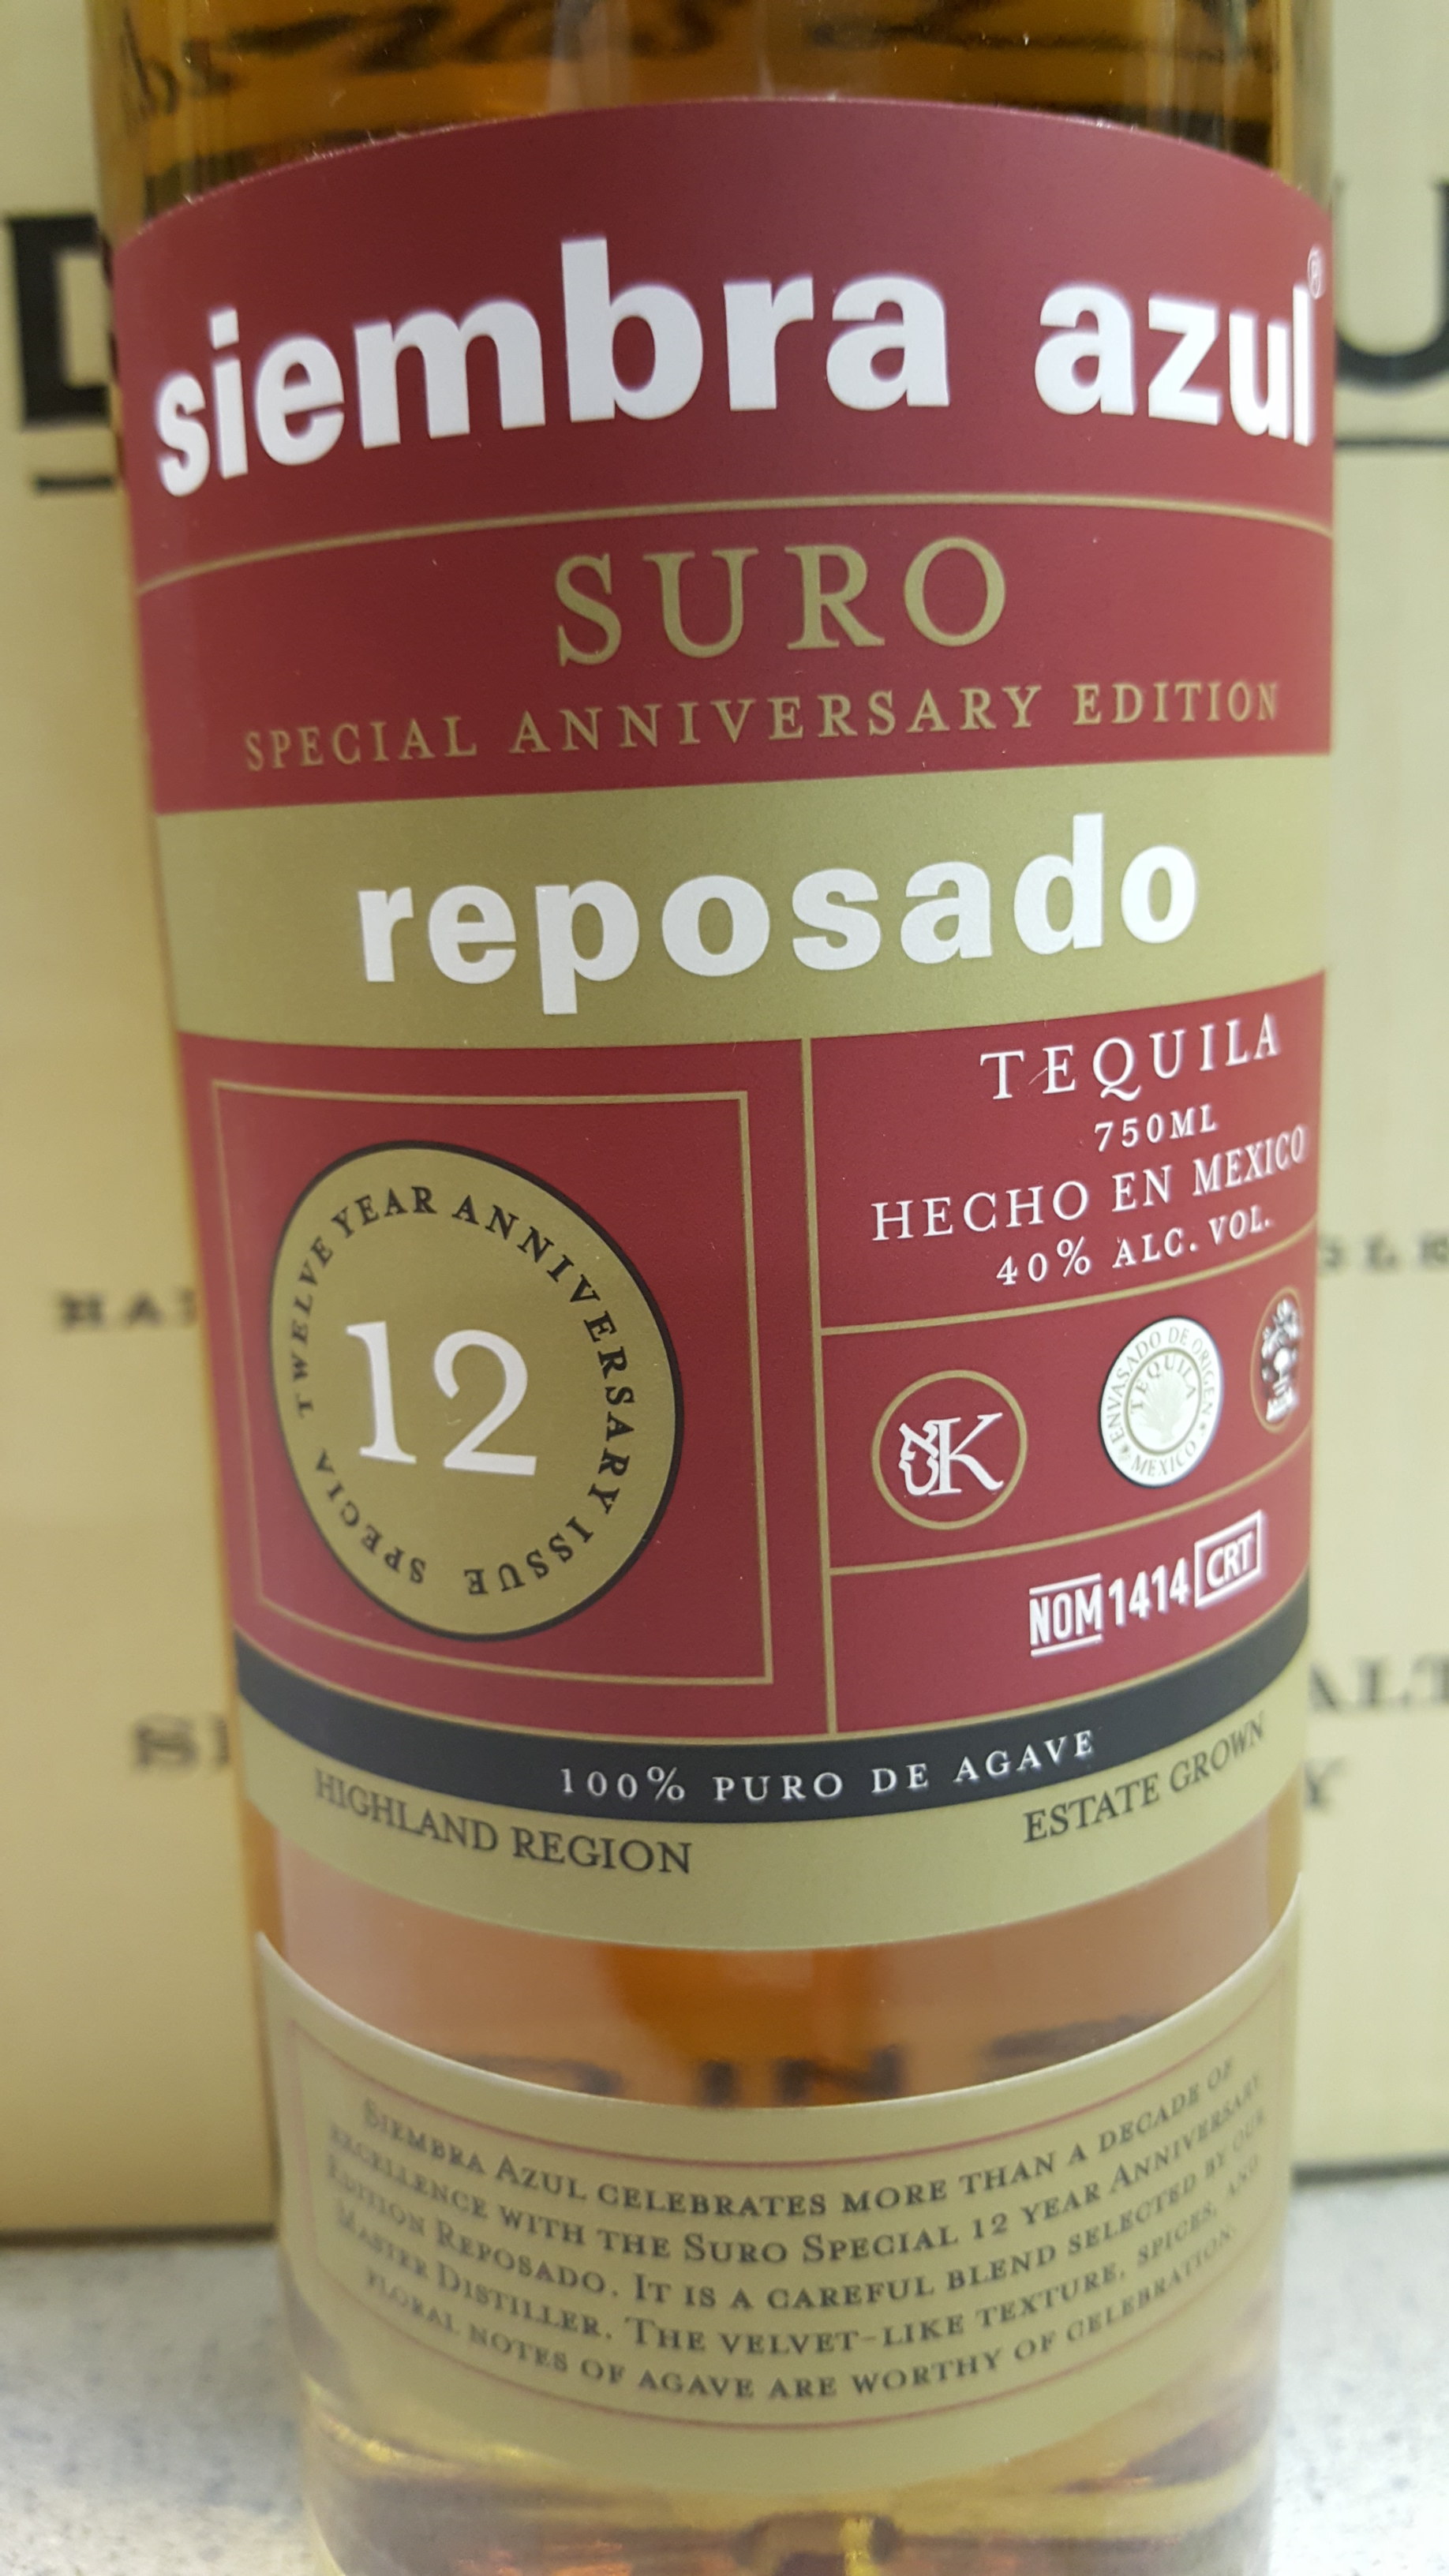 siembra azul®
SURO
SPECIAL ANNIVERSARY EDITION
reposado
TEQUILA
750ML
HECHO EN MEXICO
40% ALC. VOL.
TWELVE YEAR ANNIVERSARY ISSUE SPECIA
12
K
ENVASADO DE ORIGEN
TEQUILA
MEXICO
NOM 1414 CRT
100% PURO DE AGAVE
HIGHLAND REGION
ESTATE GROWN
SIEMBRA AZUL CELEBRATES MORE THAN A DECADE OF
EXCELLENCE WITH THE SURO SPECIAL 12 YEAR ANNIVERSARY
EDITION REPOSADO. IT IS A CAREFUL BLEND SELECTED BY OUR
MASTER DISTILLER. THE VELVET-LIKE TEXTURE, SPICES, AND
FLORAL NOTES OF AGAVE ARE WORTHY OF CELEBRATION.